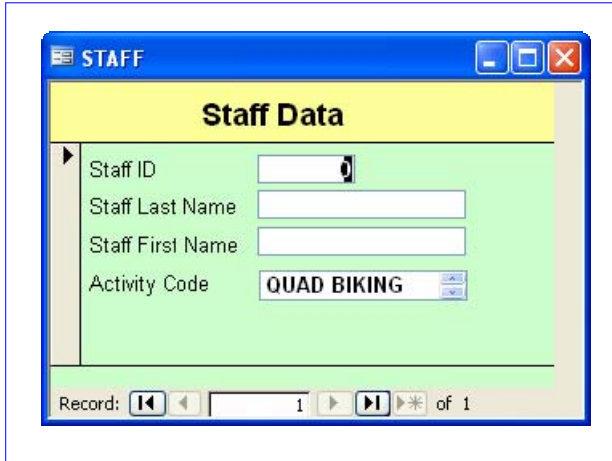 STAFF
Staff Data
Staff ID 0
Staff Last Name
Staff First Name
Activity Code QUAD BIKING
Record: 1 of 1